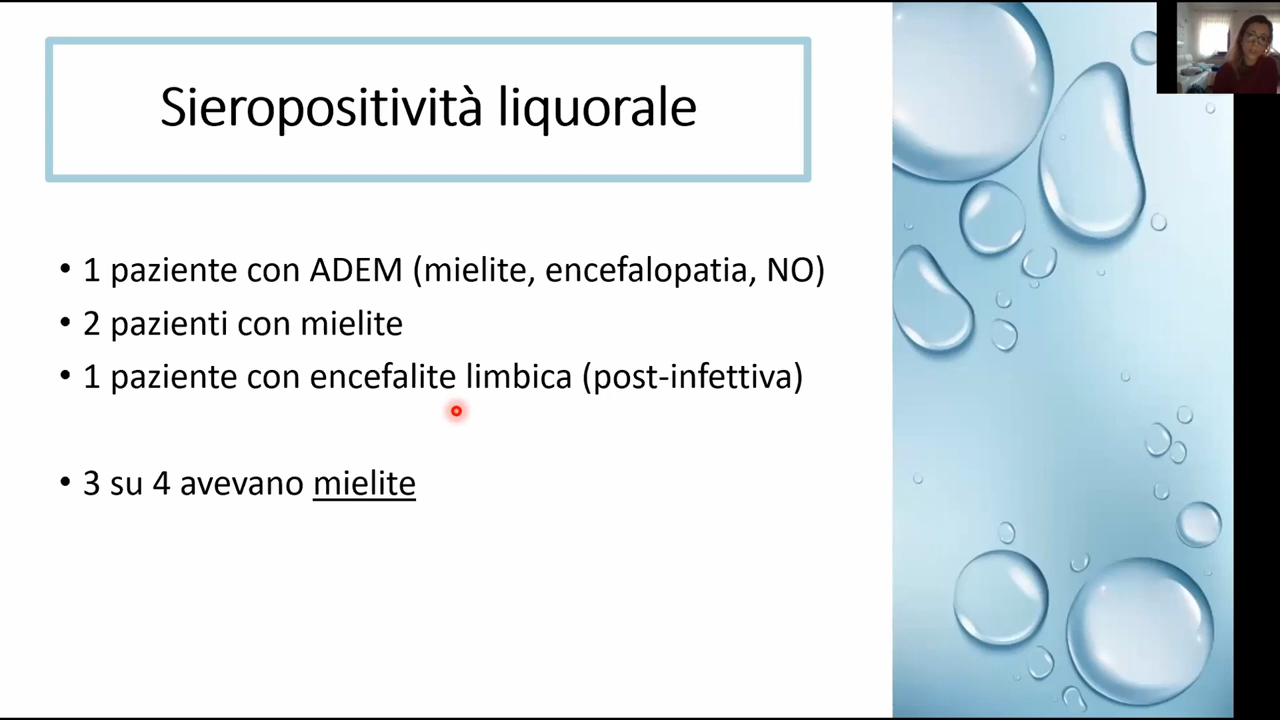 Sieropositività liquorale
• 1 paziente con ADEM (mielite, encefalopatia, NO)
• 2 pazienti con mielite
• 1 paziente con encefalite limbica (post-infettiva)
• 3 su 4 avevano mielite